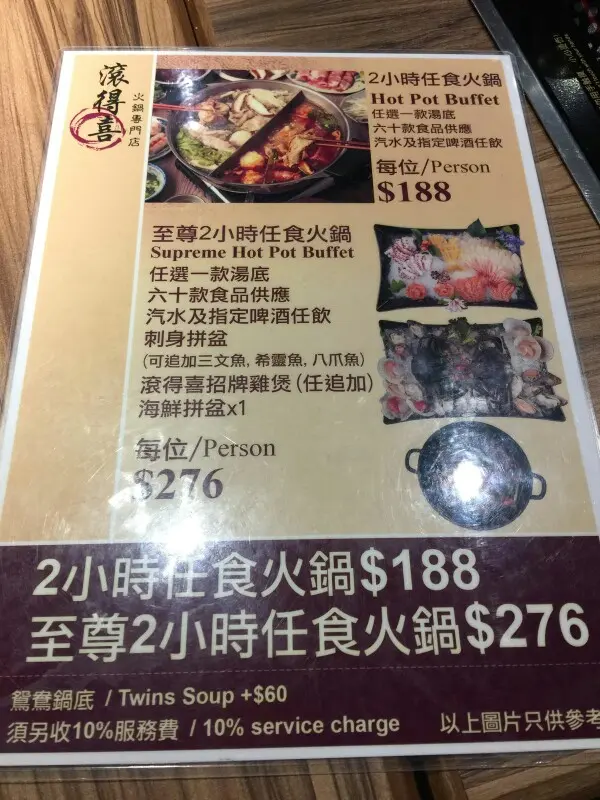 滾得喜
火鍋專門店
2小時任食火鍋
Hot Pot Buffet
任選一款湯底
六十款食品供應
汽水及指定啤酒任飲
每位/Person
$188
至尊2小時任食火鍋
Supreme Hot Pot Buffet
任選一款湯底
六十款食品供應
汽水及指定啤酒任飲
刺身拼盆
(可追加三文魚, 希靈魚, 八爪魚)
滾得喜招牌雞煲 (任追加)
海鮮拼盆x1
每位/Person
$276
2小時任食火鍋$188
至尊2小時任食火鍋$276
鴛鴦鍋底 / Twins Soup +$60
須另收10%服務費 / 10% service charge
以上圖片只供參考